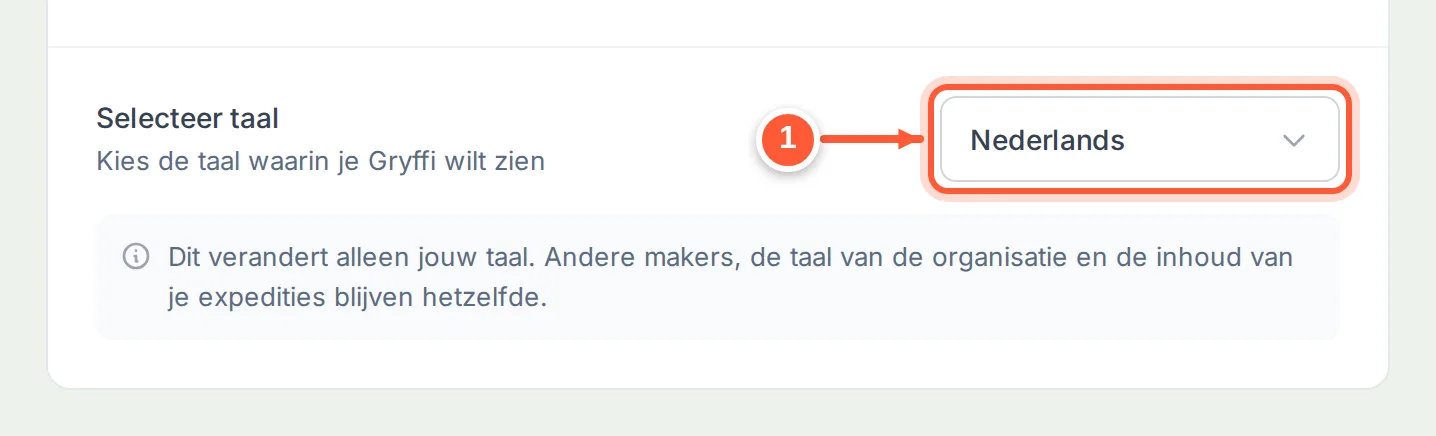 Selecteer taal
Kies de taal waarin je Gryffi wilt zien
1
Nederlands
Dit verandert alleen jouw taal. Andere makers, de taal van de organisatie en de inhoud van
je expedities blijven hetzelfde.